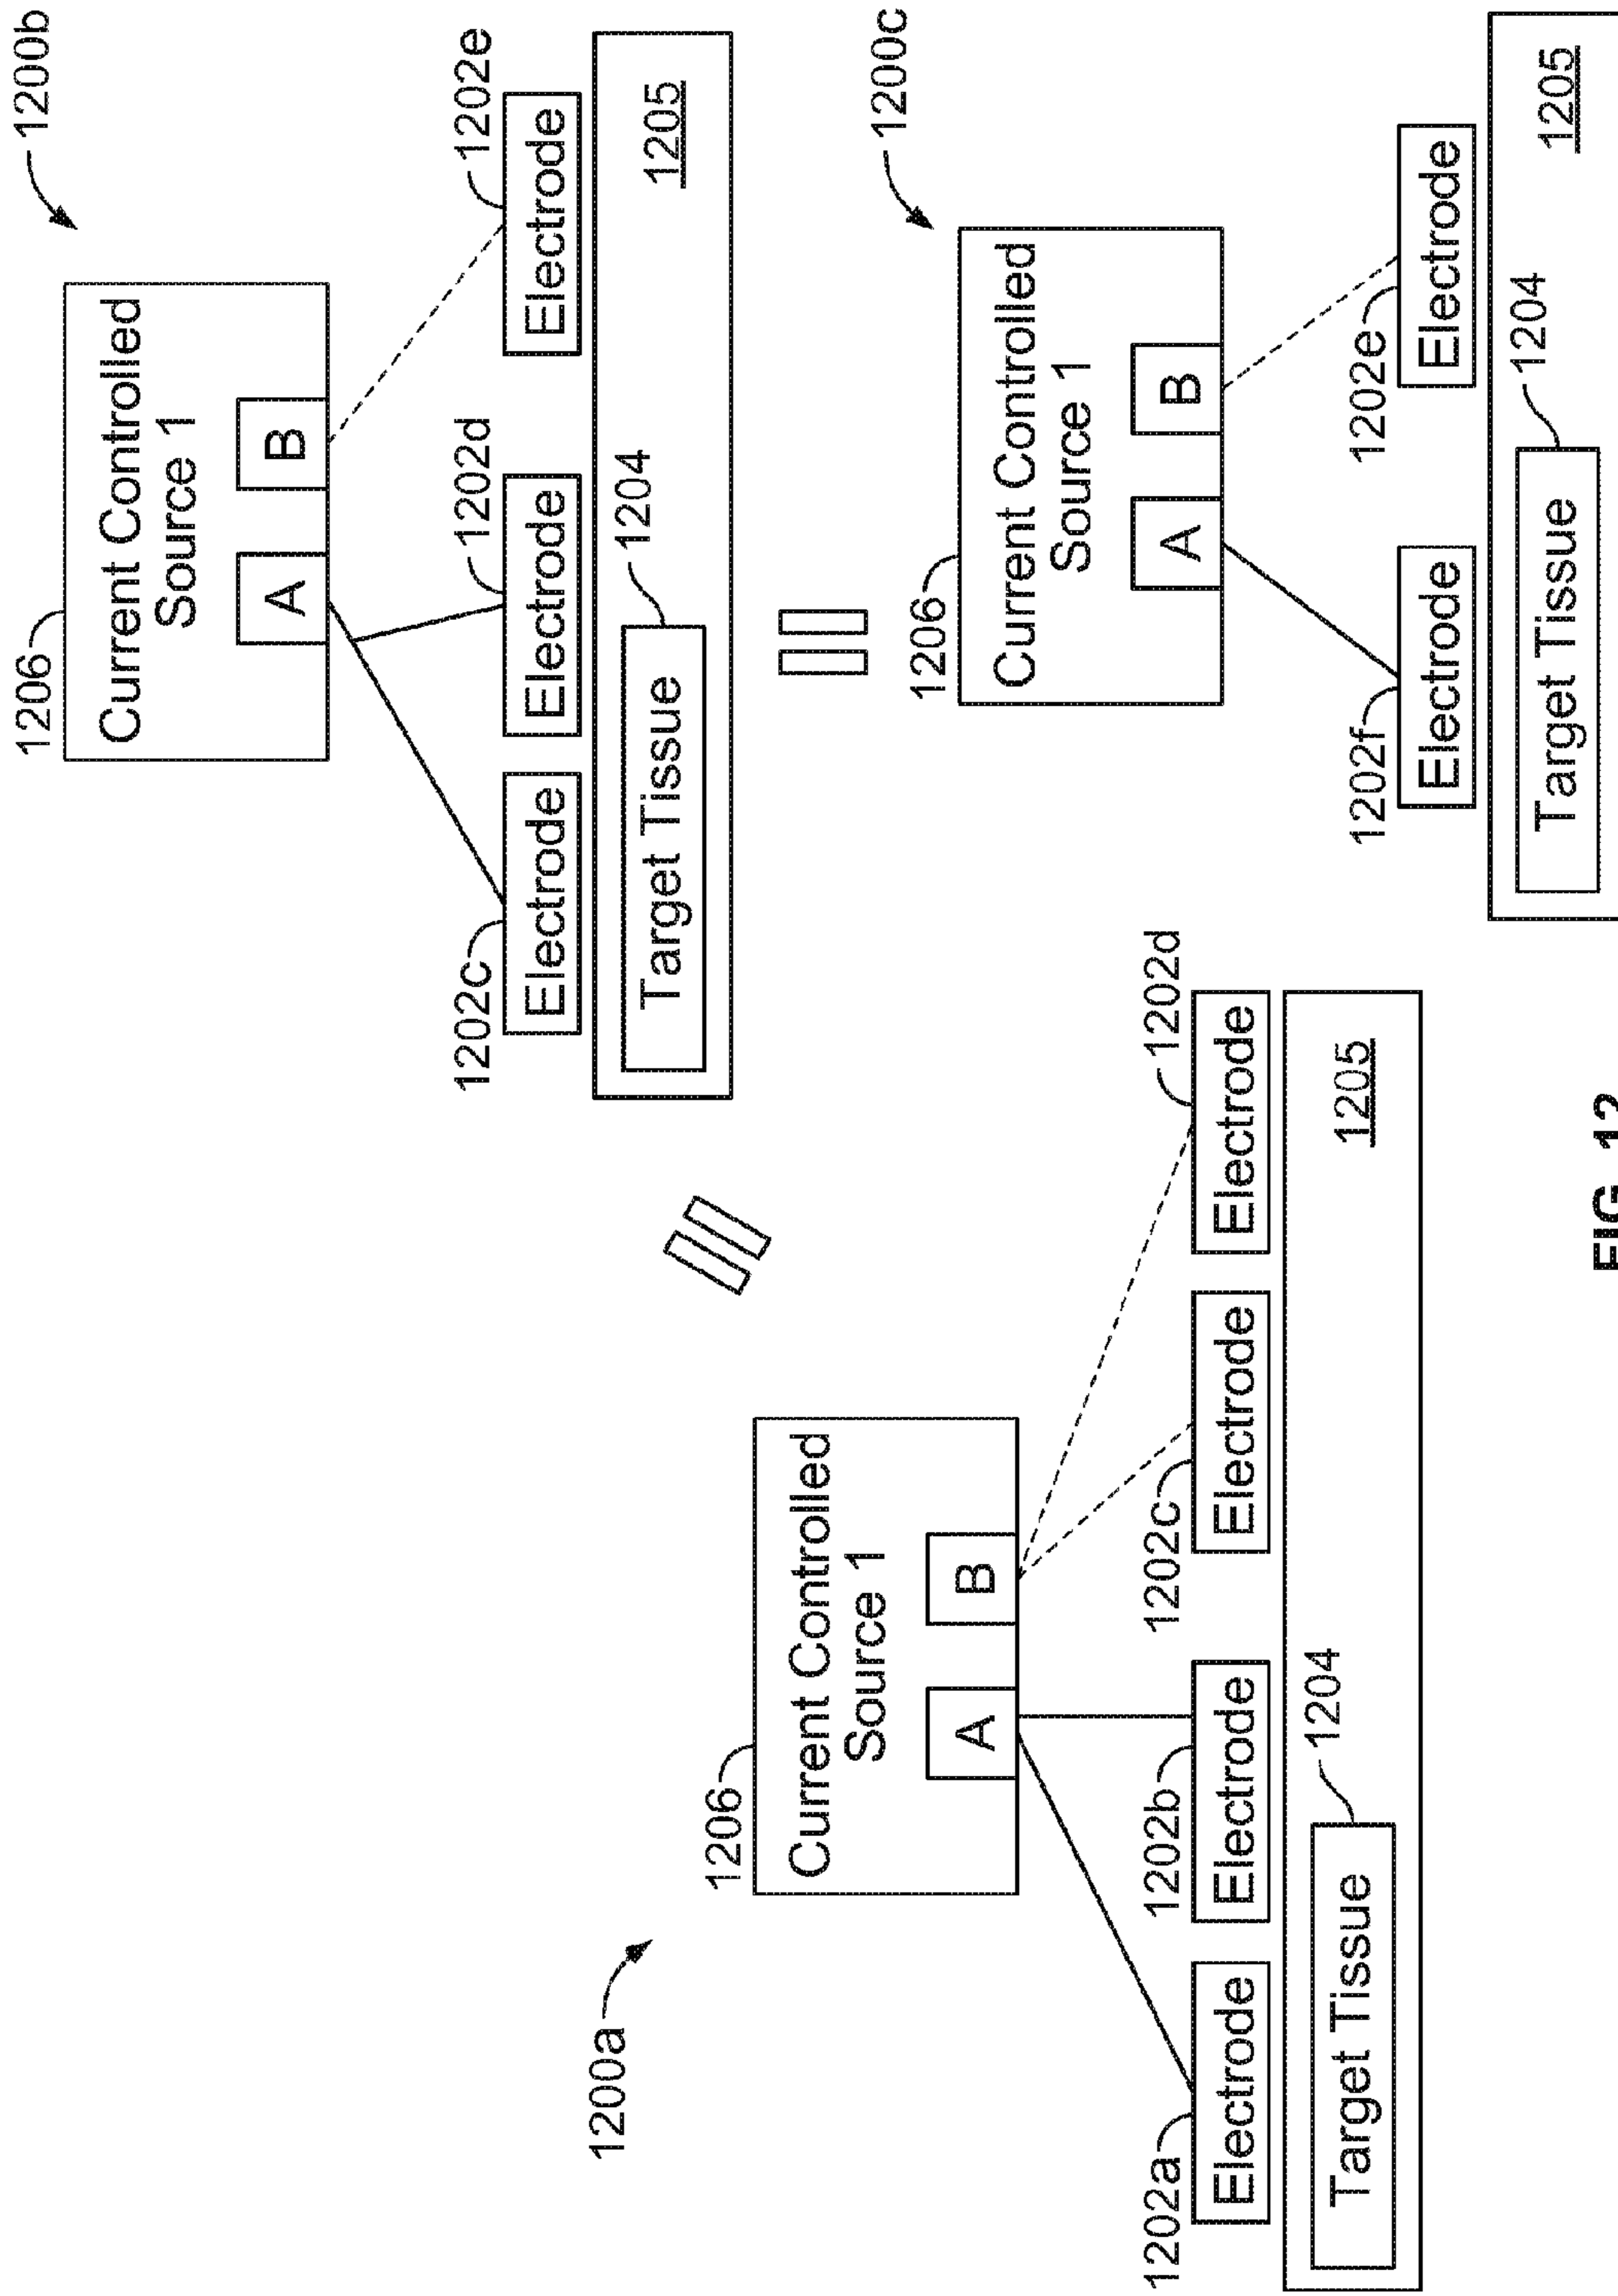 1200a
1206
Current Controlled
Source 1
A
B
1202a
1202b
1202c
1202d
Electrode
Electrode
Electrode
Electrode
1205
Target Tissue
1204
1200b
1206
Current Controlled
Source 1
A
B
1202c
1202d
1202e
Electrode
Electrode
Electrode
1205
Target Tissue
1204
1200c
1206
Current Controlled
Source 1
A
B
1202f
1202e
Electrode
Electrode
1205
Target Tissue
1204
FIG. 12